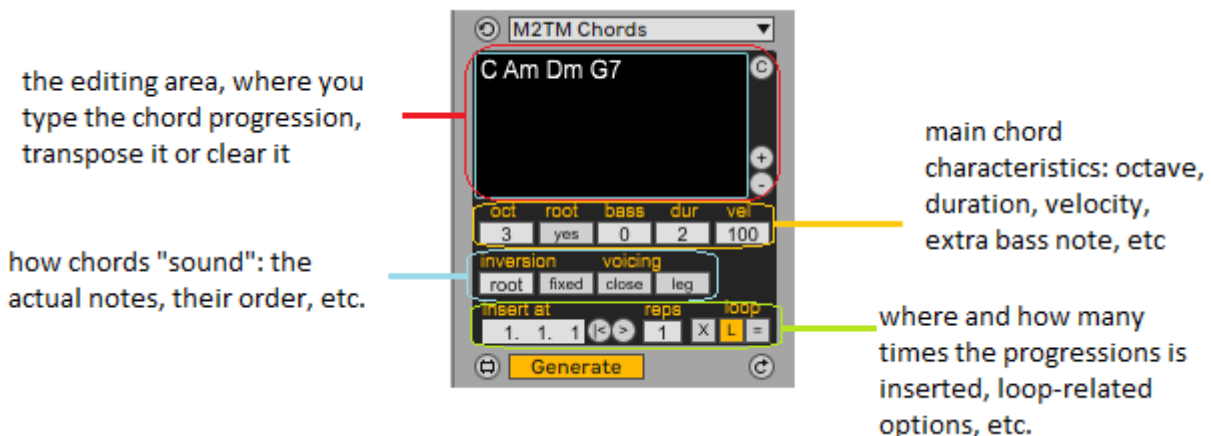 M2TM Chords
C Am Dm G7
C
+
-
oct root bass dur vel
3 yes 0 2 100
inversion voicing
root fixed close leg
insert at reps loop
1. 1. 1 |< > 1 X L =
Generate
the editing area, where you
type the chord progression,
transpose it or clear it
how chords "sound": the
actual notes, their order, etc.
main chord
characteristics: octave,
duration, velocity,
extra bass note, etc
where and how many
times the progressions is
inserted, loop-related
options, etc.